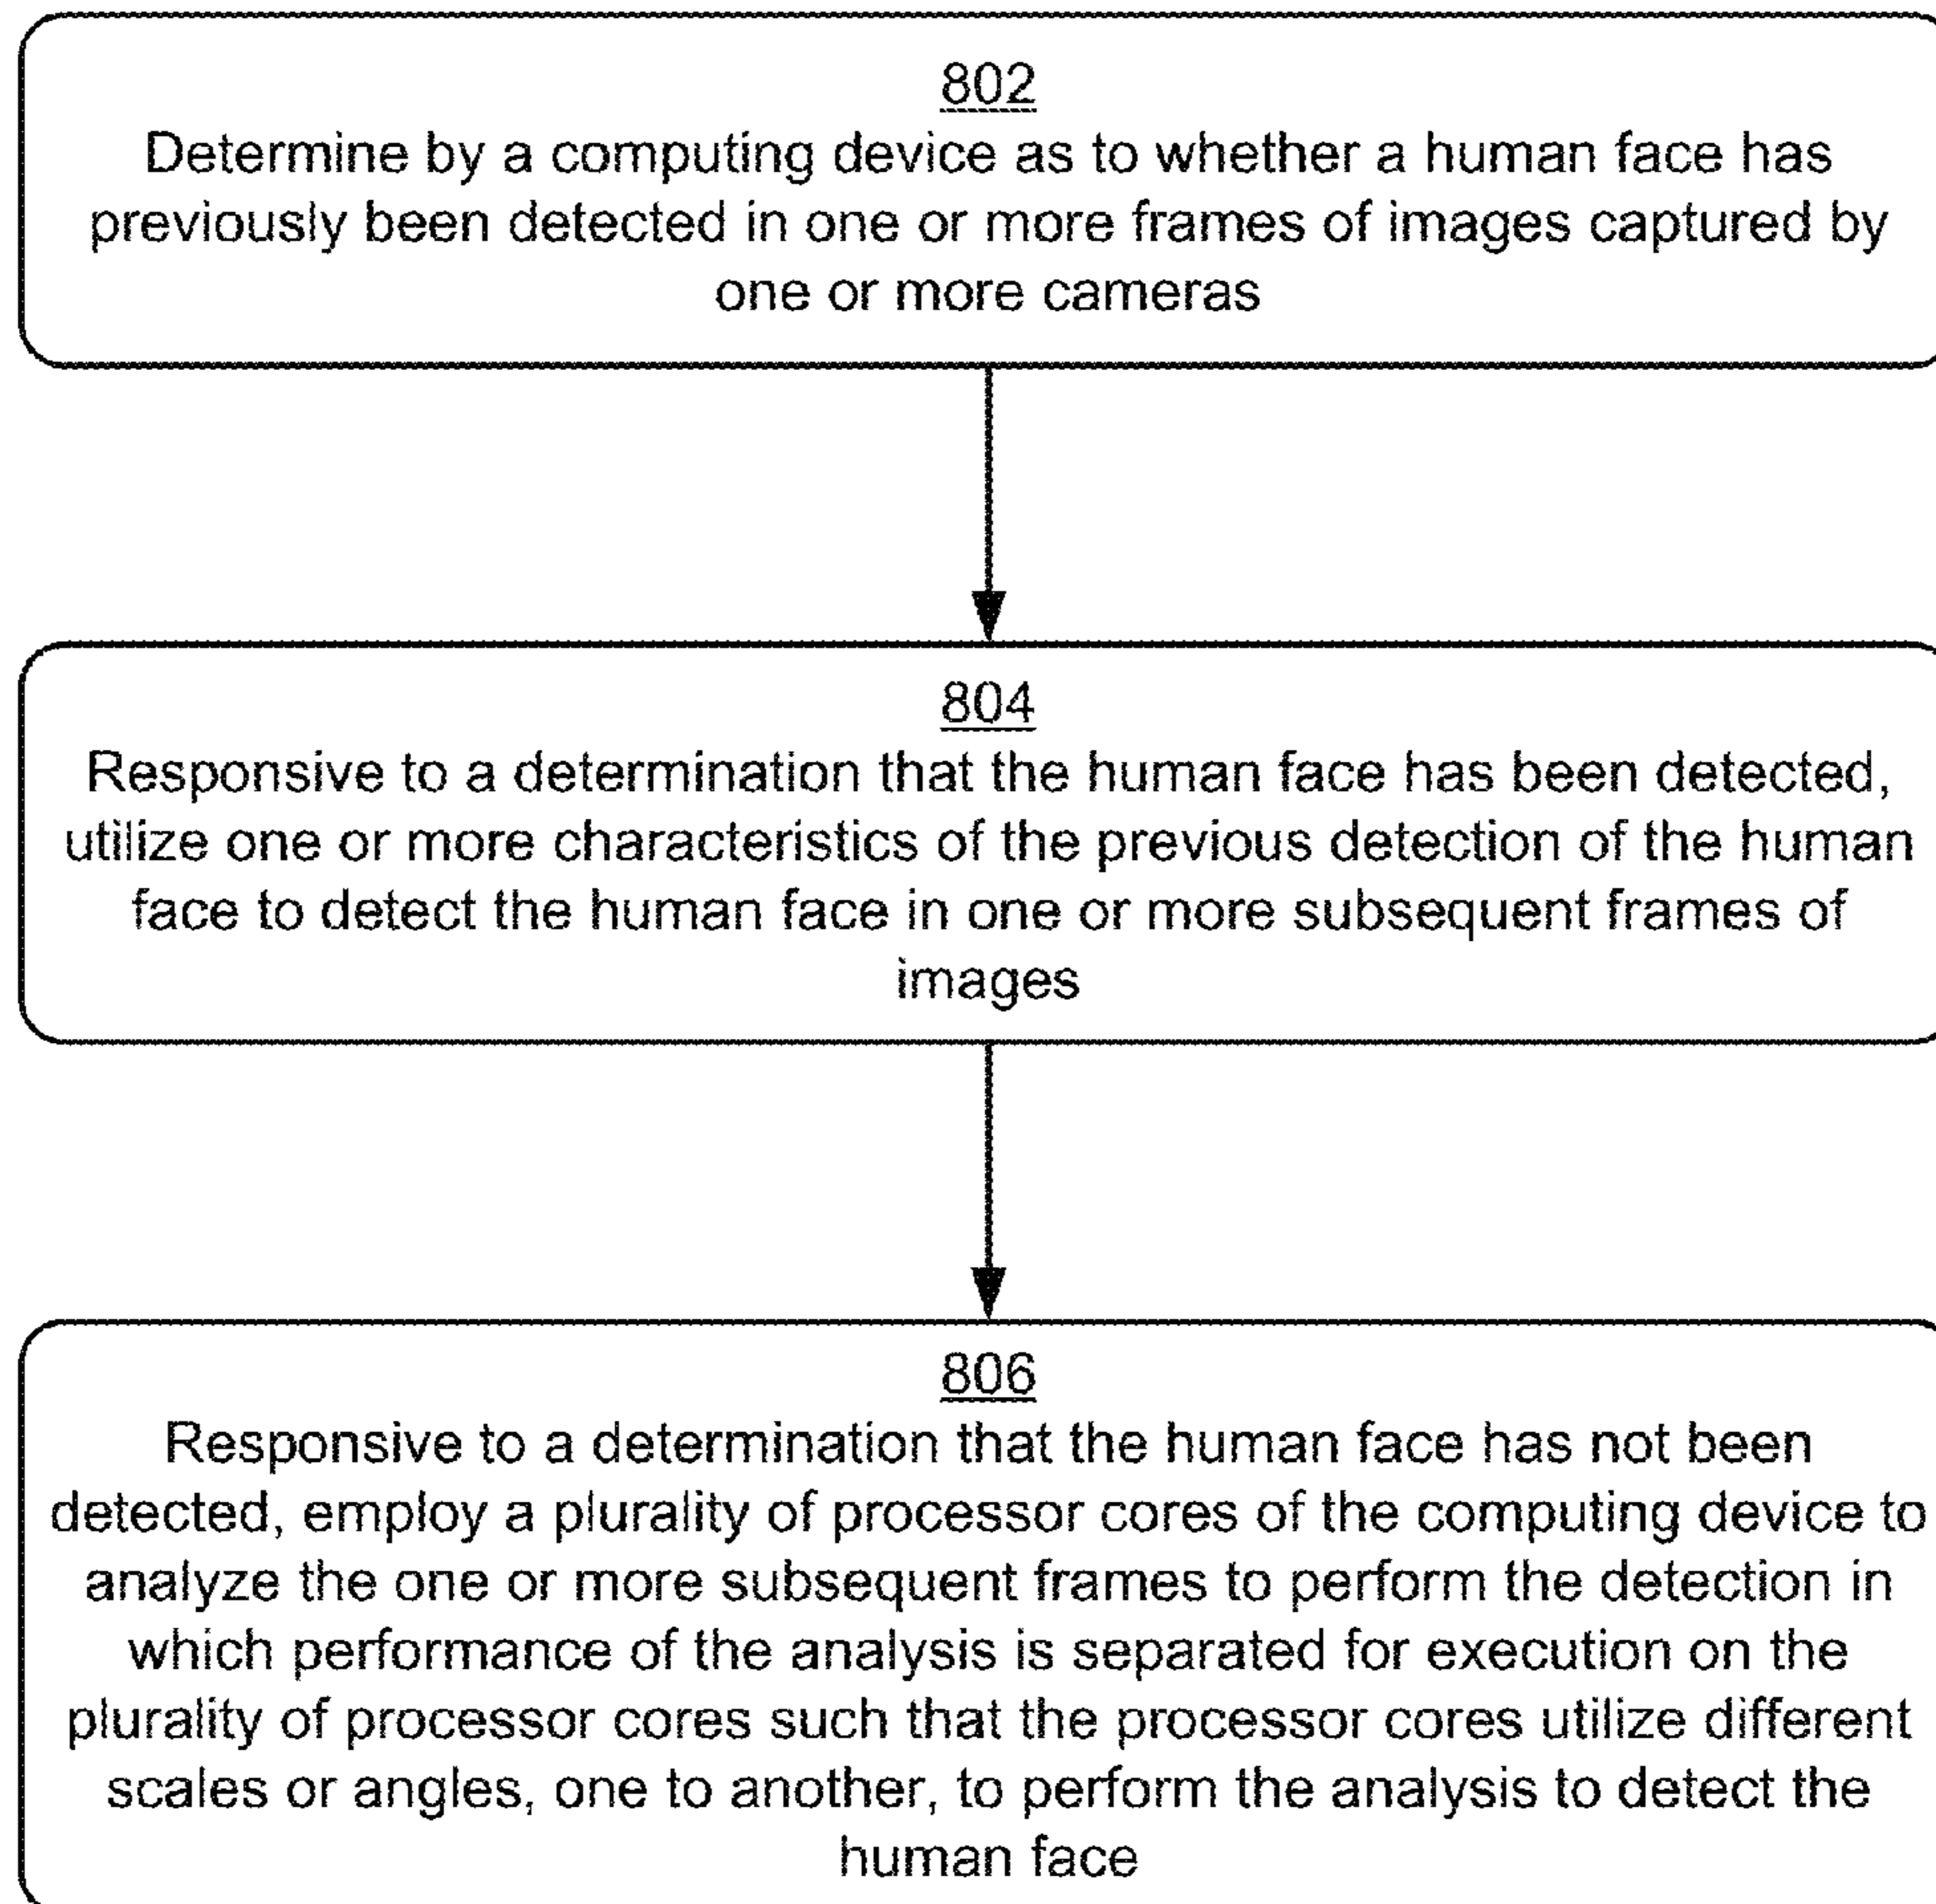 802
Determine by a computing device as to whether a human face has
previously been detected in one or more frames of images captured by
one or more cameras
804
Responsive to a determination that the human face has been detected,
utilize one or more characteristics of the previous detection of the human
face to detect the human face in one or more subsequent frames of
images
806
Responsive to a determination that the human face has not been
detected, employ a plurality of processor cores of the computing device to
analyze the one or more subsequent frames to perform the detection in
which performance of the analysis is separated for execution on the
plurality of processor cores such that the processor cores utilize different
scales or angles, one to another, to perform the analysis to detect the
human face